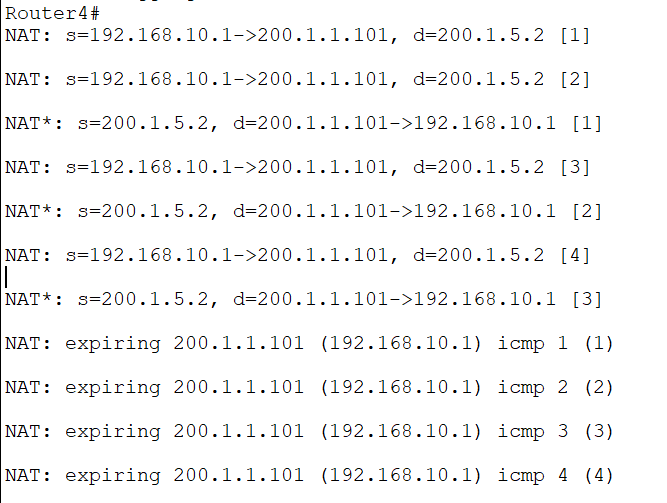 Router4#
NAT: s=192.168.10.1->200.1.1.101, d=200.1.5.2 [1]
NAT: s=192.168.10.1->200.1.1.101, d=200.1.5.2 [2]
NAT*: s=200.1.5.2, d=200.1.1.101->192.168.10.1 [1]
NAT: s=192.168.10.1->200.1.1.101, d=200.1.5.2 [3]
NAT*: s=200.1.5.2, d=200.1.1.101->192.168.10.1 [2]
NAT: s=192.168.10.1->200.1.1.101, d=200.1.5.2 [4]
NAT*: s=200.1.5.2, d=200.1.1.101->192.168.10.1 [3]
NAT: expiring 200.1.1.101 (192.168.10.1) icmp 1 (1)
NAT: expiring 200.1.1.101 (192.168.10.1) icmp 2 (2)
NAT: expiring 200.1.1.101 (192.168.10.1) icmp 3 (3)
NAT: expiring 200.1.1.101 (192.168.10.1) icmp 4 (4)